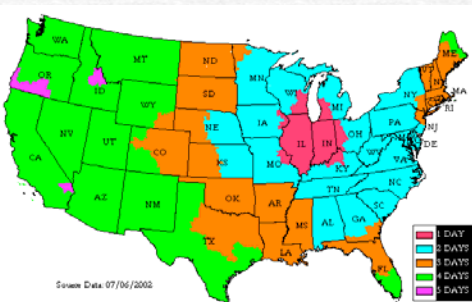 WA
MT
ND
MN
ME
OR
ID
SD
WI
MI
NY
VT
MA
RI
WY
NE
IA
PA
NJ
NV
UT
CO
IL
IN
OH
DE
CA
KS
MO
WV
VA
KY
NC
TN
AZ
NM
OK
AR
SC
MS
AL
GA
TX
LA
FL
Source Data: 07/06/2002
1 DAY
2 DAYS
3 DAYS
4 DAYS
5 DAYS